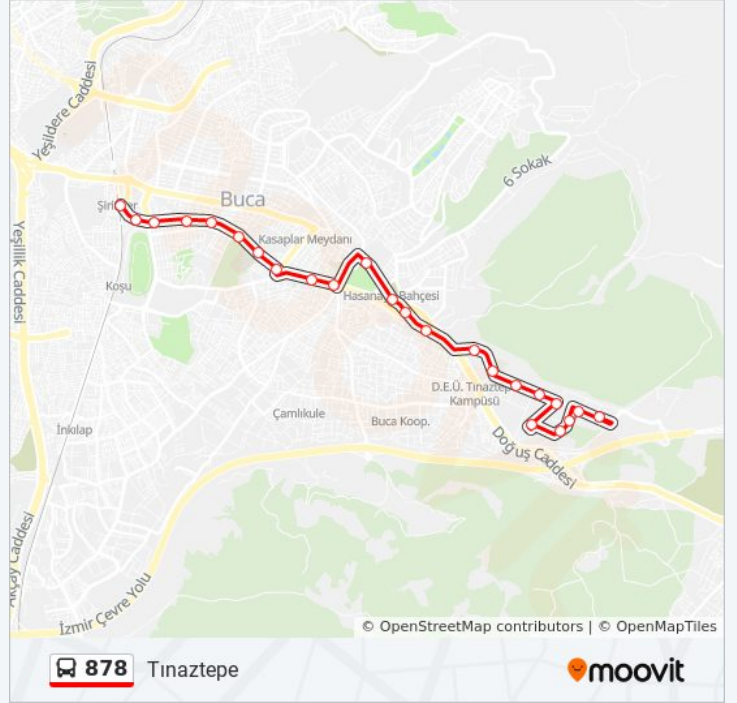 Yeşildere Caddesi
6 Sokak
Buca
Yeşillik Caddesi
Kasaplar Meydanı
Koşu
Hasanağa Bahçesi
D.E.Ü. Tınaztepe
Kampüsü
Çamlıkule
Buca Koop.
İnkılap
Doğuş Caddesi
Caddesi
İzmir Çevre Yolu
© OpenStreetMap contributors | © OpenMapTiles
878 Tınaztepe
moovit